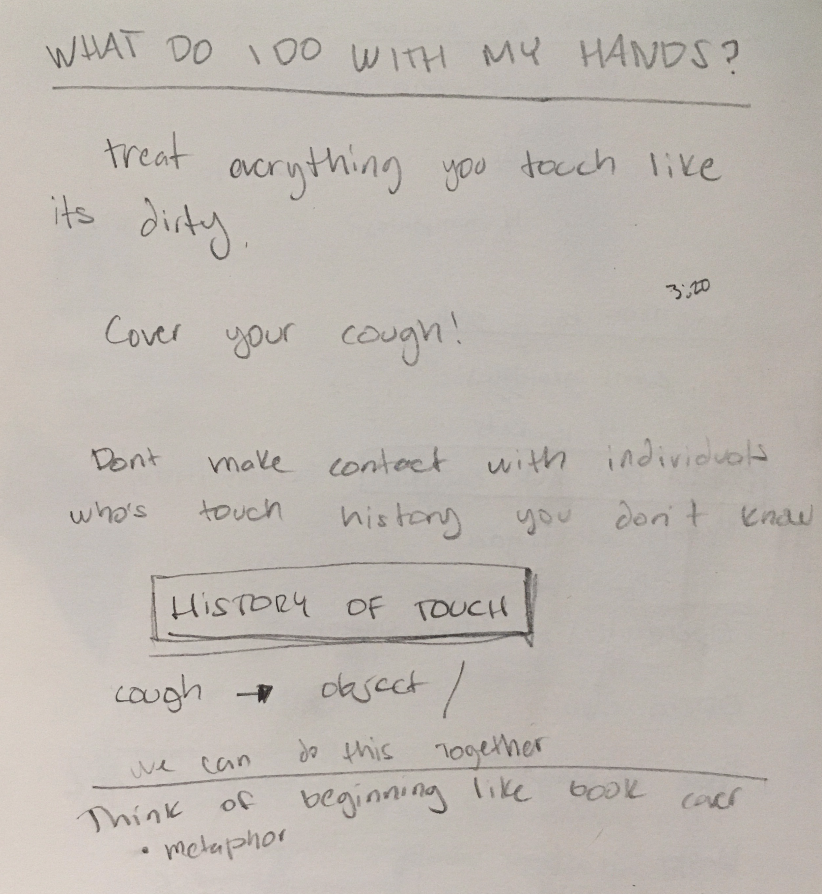 WHAT DO I DO WITH MY HANDS?
treat everything you touch like
its dirty.
3:20
Cover your cough!
Dont make contact with individuals
who's touch history you don't know
HISTORY OF TOUCH
cough → object /
we can do this together
Think of beginning like book cover
• metaphor